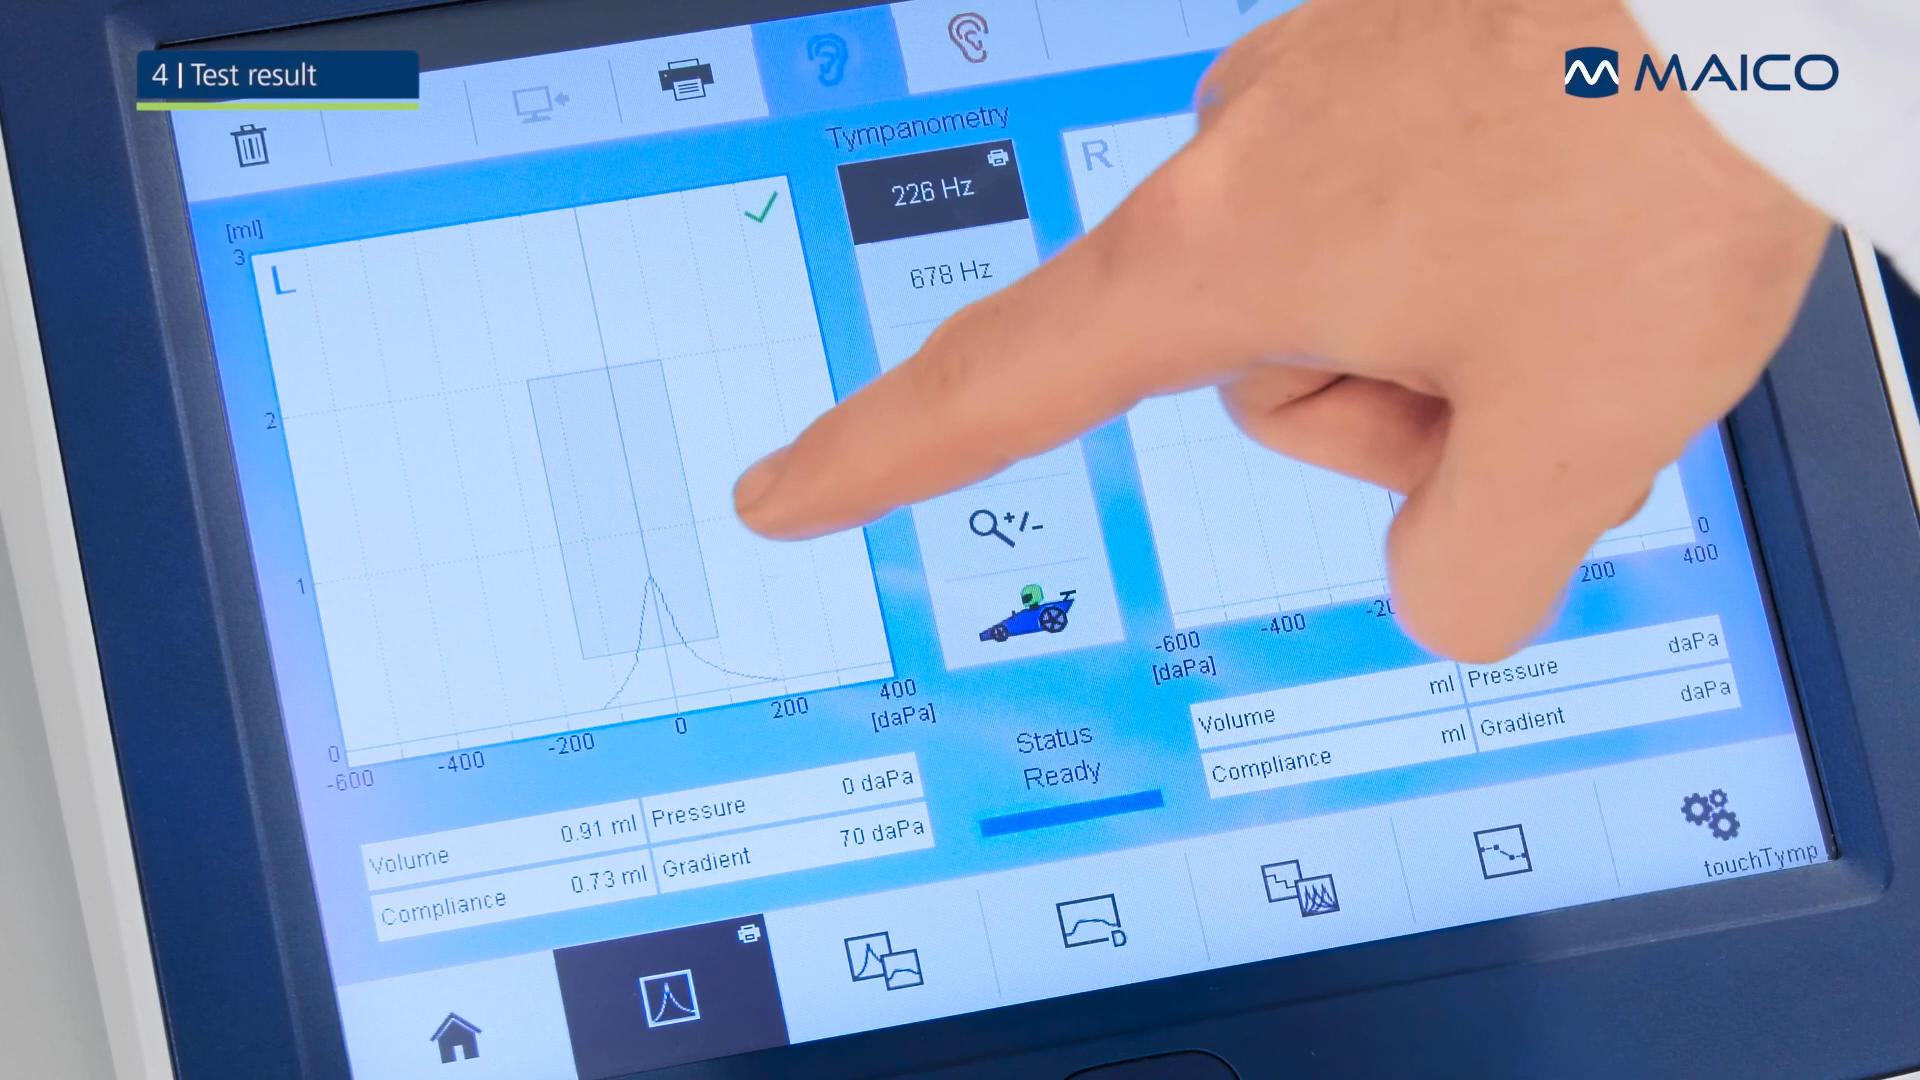 4 | Test result
MAICO
Tympanometry
226 Hz
678 Hz
[ml]
3
L
2
1
0
-600
-400
-200
0
200
400
[daPa]
+/-
R
0
-600
-400
200
400
[daPa]
Volume 0.91 ml Pressure 0 daPa
Compliance 0.73 ml Gradient 70 daPa
Status
Ready
Volume ml Pressure daPa
Compliance ml Gradient daPa
D
touchTymp